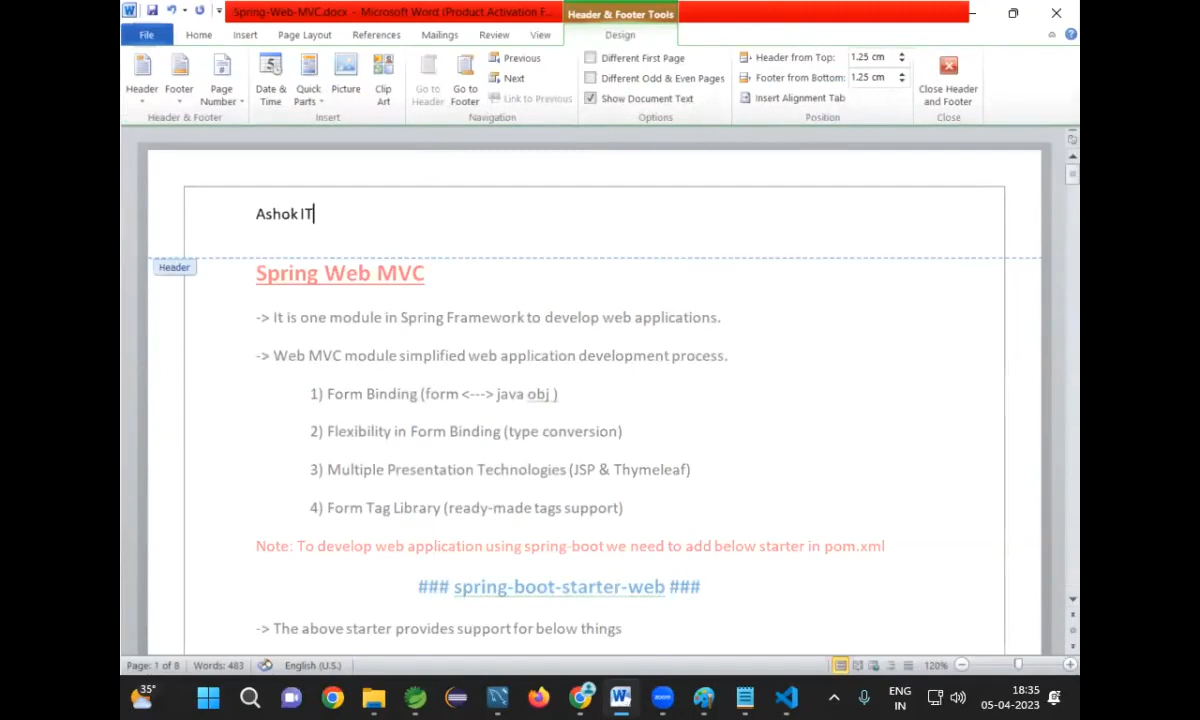 Spring-Web-MVC.docx - Microsoft Word (Product Activation F...
Header & Footer Tools
File Home Insert Page Layout References Mailings Review View Design
Header Footer Page Number
Header & Footer
Date & Time Quick Parts Picture Clip Art
Insert
Go to Header Go to Footer Previous Next Link to Previous
Navigation
Different First Page
Different Odd & Even Pages
Show Document Text
Options
Header from Top: 1.25 cm
Footer from Bottom: 1.25 cm
Insert Alignment Tab
Position
Close Header and Footer
Close
Ashok IT
Header
Spring Web MVC
-> It is one module in Spring Framework to develop web applications.
-> Web MVC module simplified web application development process.
1) Form Binding (form <---> java obj )
2) Flexibility in Form Binding (type conversion)
3) Multiple Presentation Technologies (JSP & Thymeleaf)
4) Form Tag Library (ready-made tags support)
Note: To develop web application using spring-boot we need to add below starter in pom.xml
### spring-boot-starter-web ###
-> The above starter provides support for below things
Page: 1 of 8 Words: 483 English (U.S.) 120%
35°
ENG IN
18:35
05-04-2023